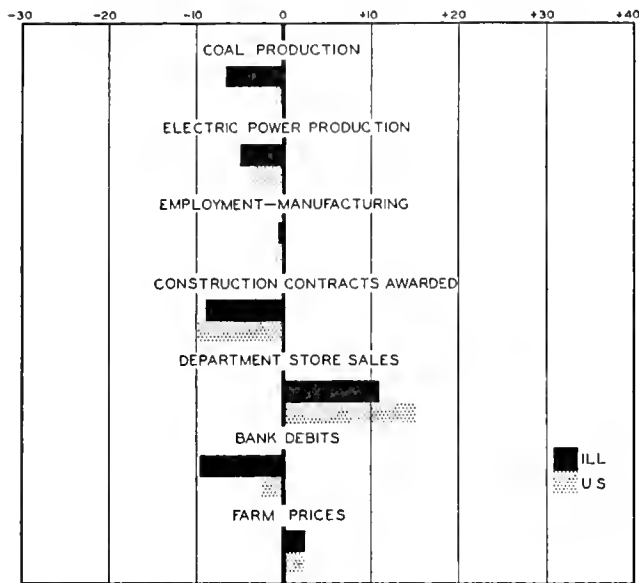 -30 -20 -10 0 +10 +20 +30 +40
COAL PRODUCTION
ELECTRIC POWER PRODUCTION
EMPLOYMENT—MANUFACTURING
CONSTRUCTION CONTRACTS AWARDED
DEPARTMENT STORE SALES
BANK DEBITS
ILL
U S
FARM PRICES